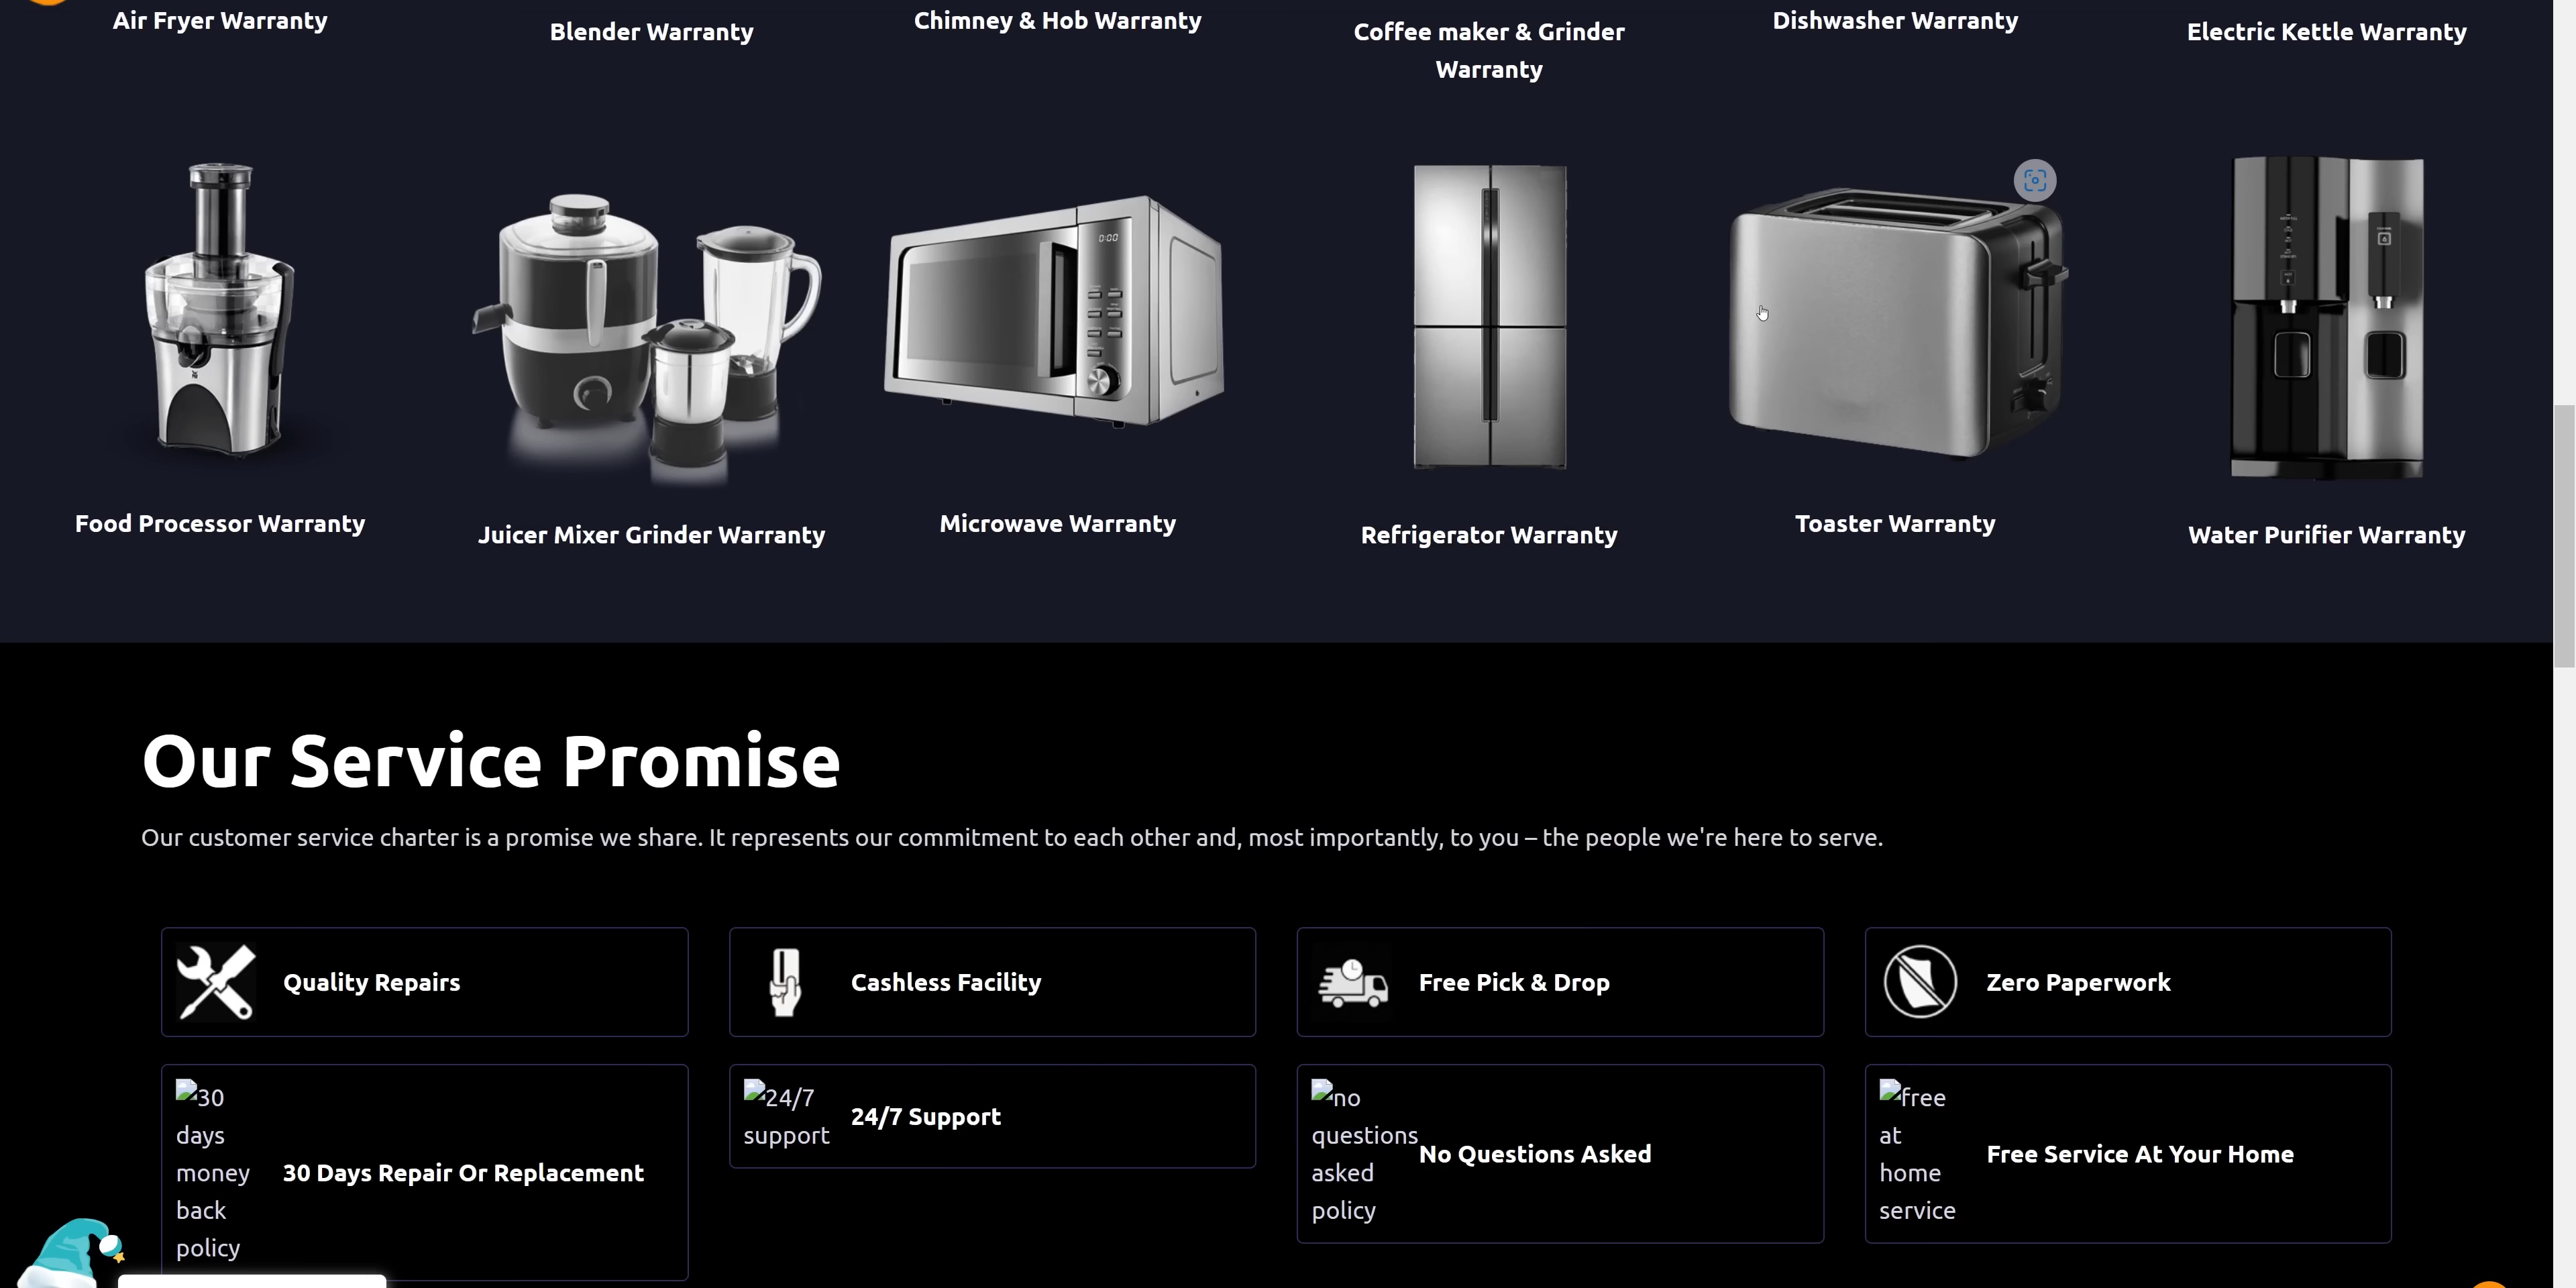 Air Fryer Warranty
Blender Warranty
Chimney & Hob Warranty
Coffee maker & Grinder
Warranty
Dishwasher Warranty
Electric Kettle Warranty
0:00
Food Processor Warranty
Juicer Mixer Grinder Warranty
Microwave Warranty
Refrigerator Warranty
Toaster Warranty
Water Purifier Warranty
Our Service Promise
Our customer service charter is a promise we share. It represents our commitment to each other and, most importantly, to you – the people we're here to serve.
Quality Repairs
Cashless Facility
Free Pick & Drop
Zero Paperwork
30
days
money
back
policy
30 Days Repair Or Replacement
24/7
support
24/7 Support
no
questions
asked
policy
No Questions Asked
free
at
home
service
Free Service At Your Home